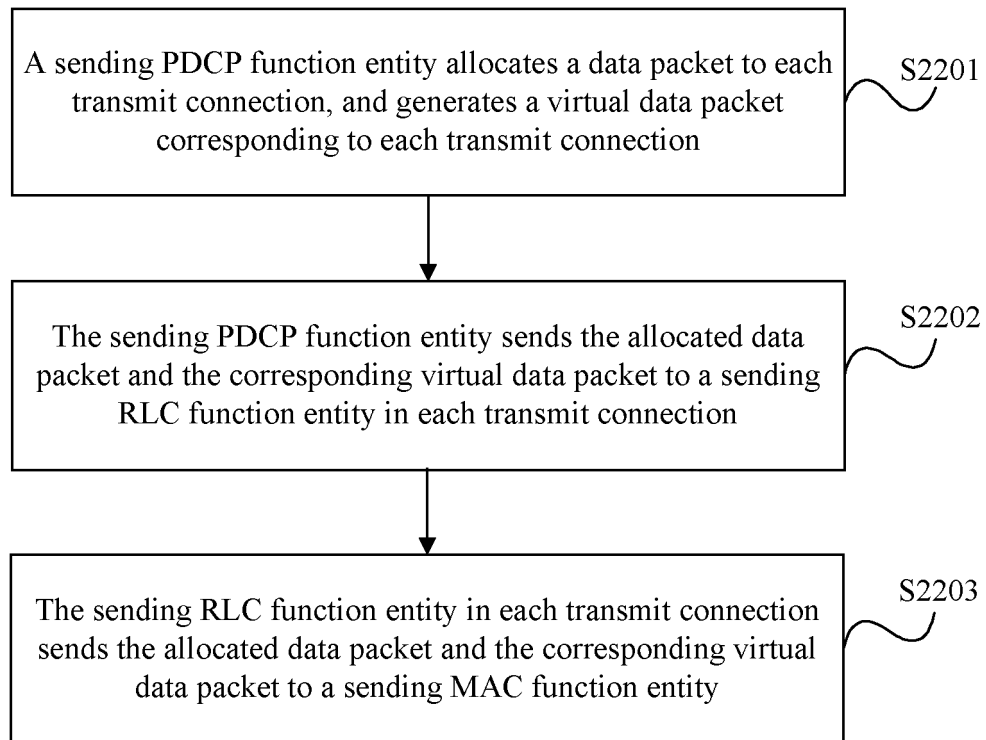 A sending PDCP function entity allocates a data packet to each
transmit connection, and generates a virtual data packet
corresponding to each transmit connection
S2201
The sending PDCP function entity sends the allocated data
packet and the corresponding virtual data packet to a sending
RLC function entity in each transmit connection
S2202
The sending RLC function entity in each transmit connection
sends the allocated data packet and the corresponding virtual
data packet to a sending MAC function entity
S2203